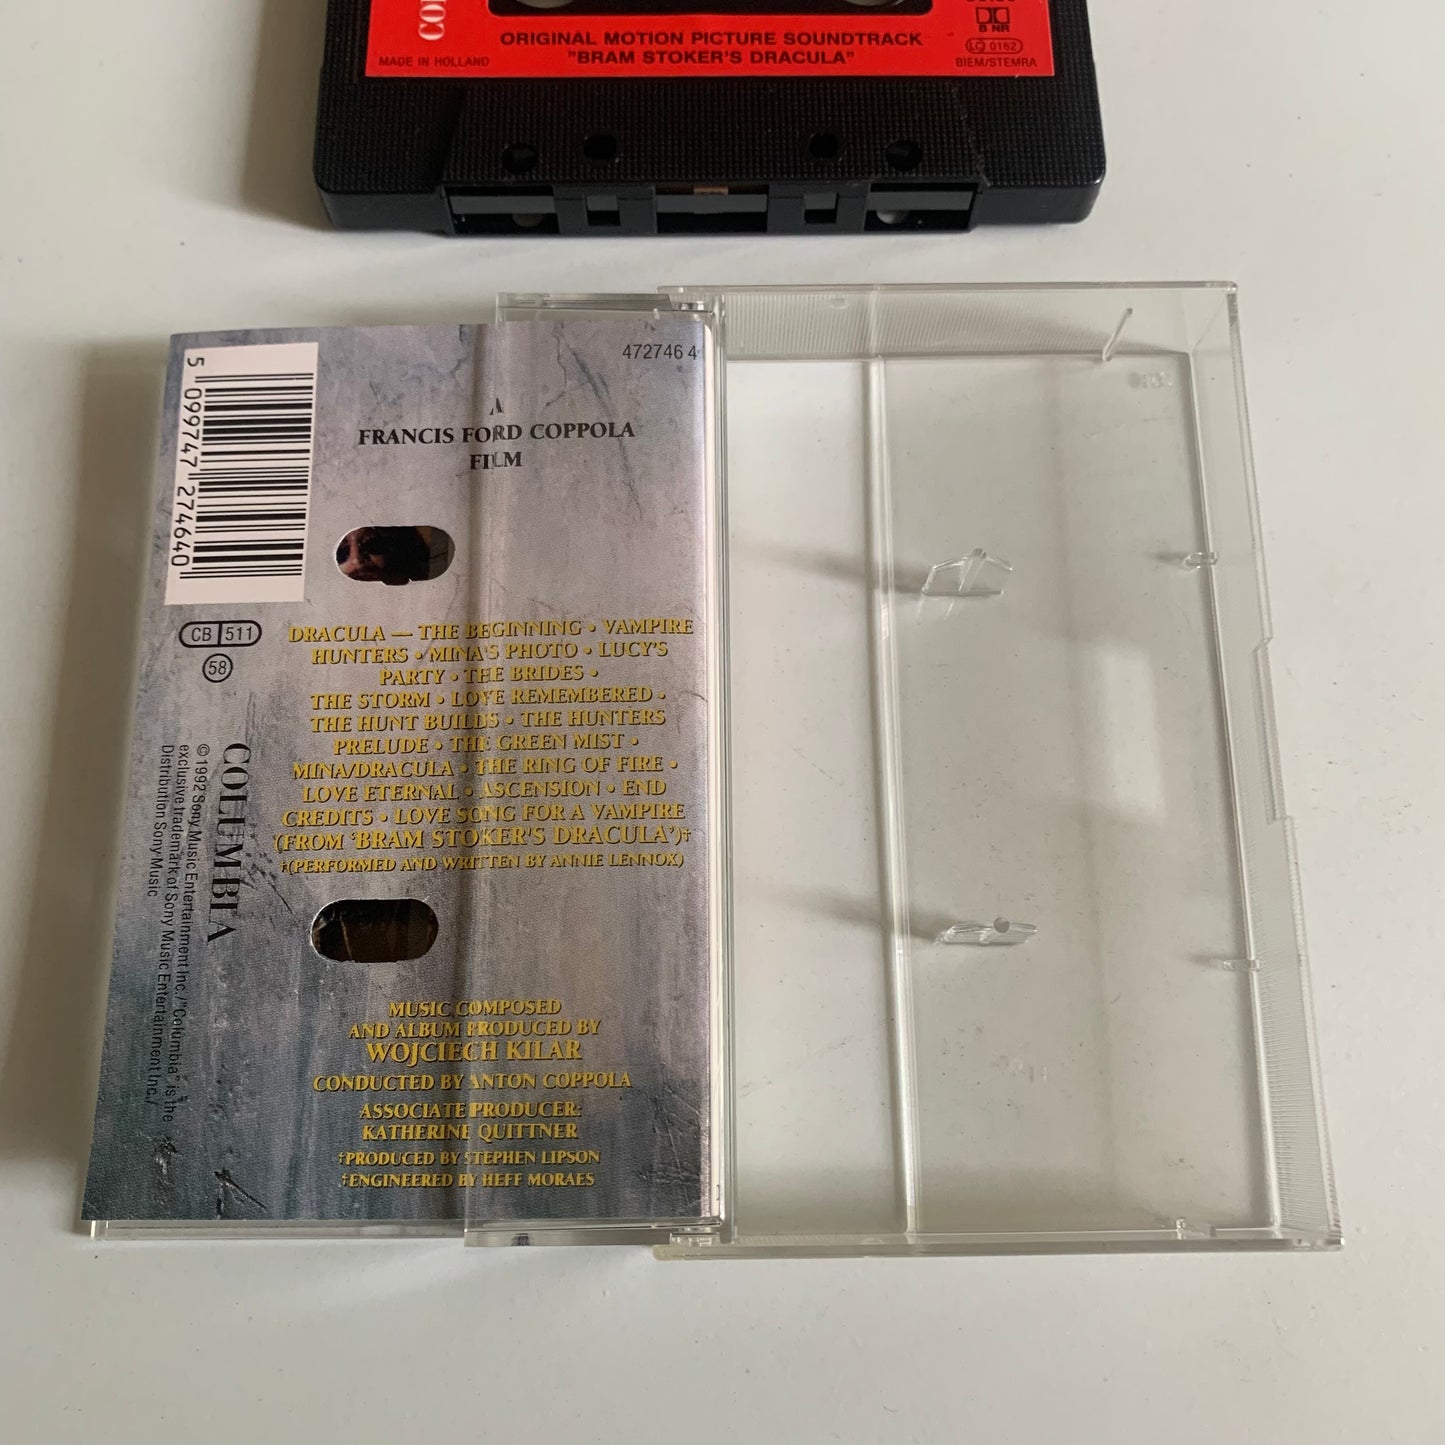 ORIGINAL MOTION PICTURE SOUNDTRACK
"BRAM STOKER'S DRACULA"
MADE IN HOLLAND
B NR
LC 0162
BIEM/STEMRA
472746 4
A
FRANCIS FORD COPPOLA
FILM
5 099747 274640
CB 511
58
DRACULA — THE BEGINNING • VAMPIRE
HUNTERS • MINA'S PHOTO • LUCY'S
PARTY • THE BRIDES •
THE STORM • LOVE REMEMBERED •
THE HUNT BUILDS • THE HUNTERS
PRELUDE • THE GREEN MIST •
MINA/DRACULA • THE RING OF FIRE •
LOVE ETERNAL • ASCENSION • END
CREDITS • LOVE SONG FOR A VAMPIRE
(FROM 'BRAM STOKER'S DRACULA')†
†(PERFORMED AND WRITTEN BY ANNIE LENNOX)
COLUMBIA
©1992 Sony Music Entertainment Inc./"Columbia" is the
exclusive trademark of Sony Music Entertainment Inc./
Distribution Sony Music
MUSIC COMPOSED
AND ALBUM PRODUCED BY
WOJCIECH KILAR
CONDUCTED BY ANTON COPPOLA
ASSOCIATE PRODUCER:
KATHERINE QUITTNER
†PRODUCED BY STEPHEN LIPSON
†ENGINEERED BY HEFF MORAES